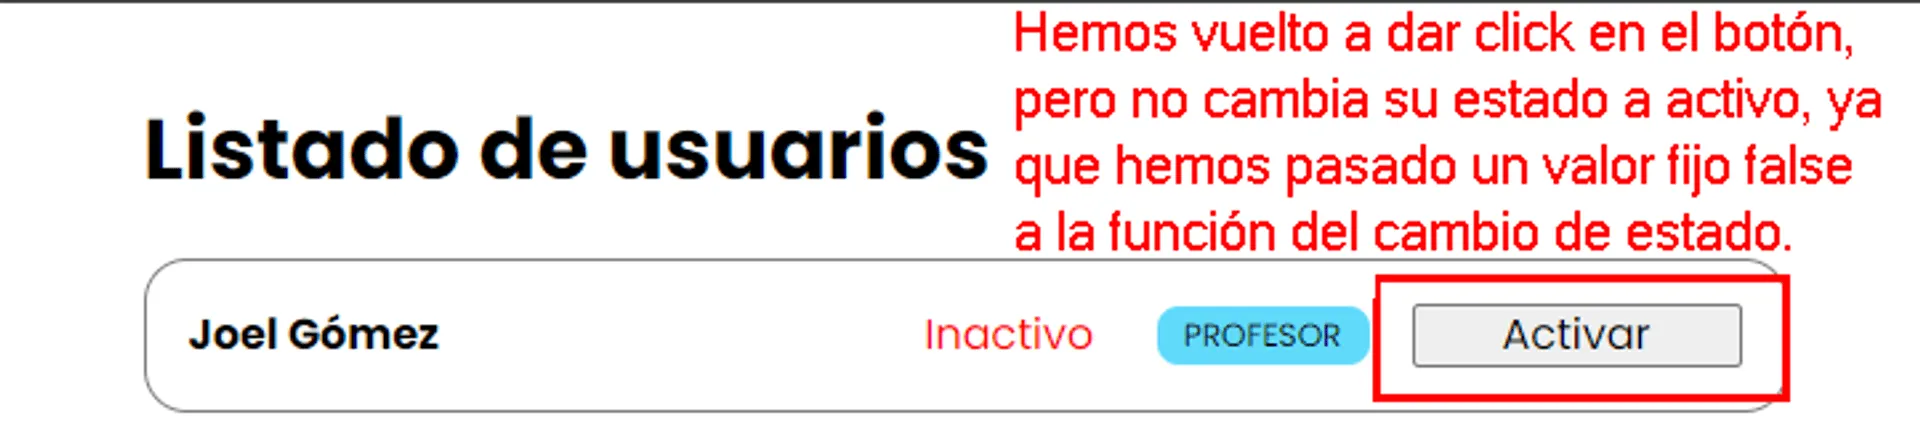 Hemos vuelto a dar click en el botón,
pero no cambia su estado a activo, ya
que hemos pasado un valor fijo false
a la función del cambio de estado.
Listado de usuarios
Joel Gómez Inactivo PROFESOR Activar